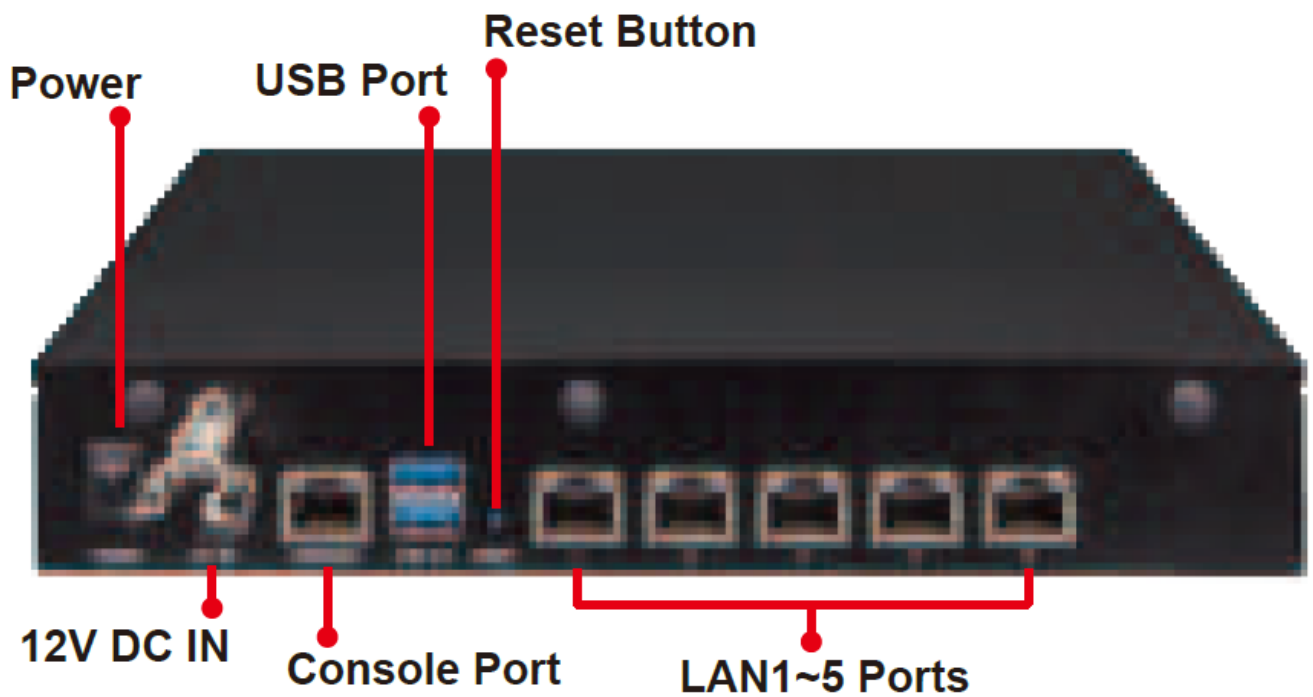 Reset Button
Power
USB Port
12V DC IN
Console Port
LAN1~5 Ports